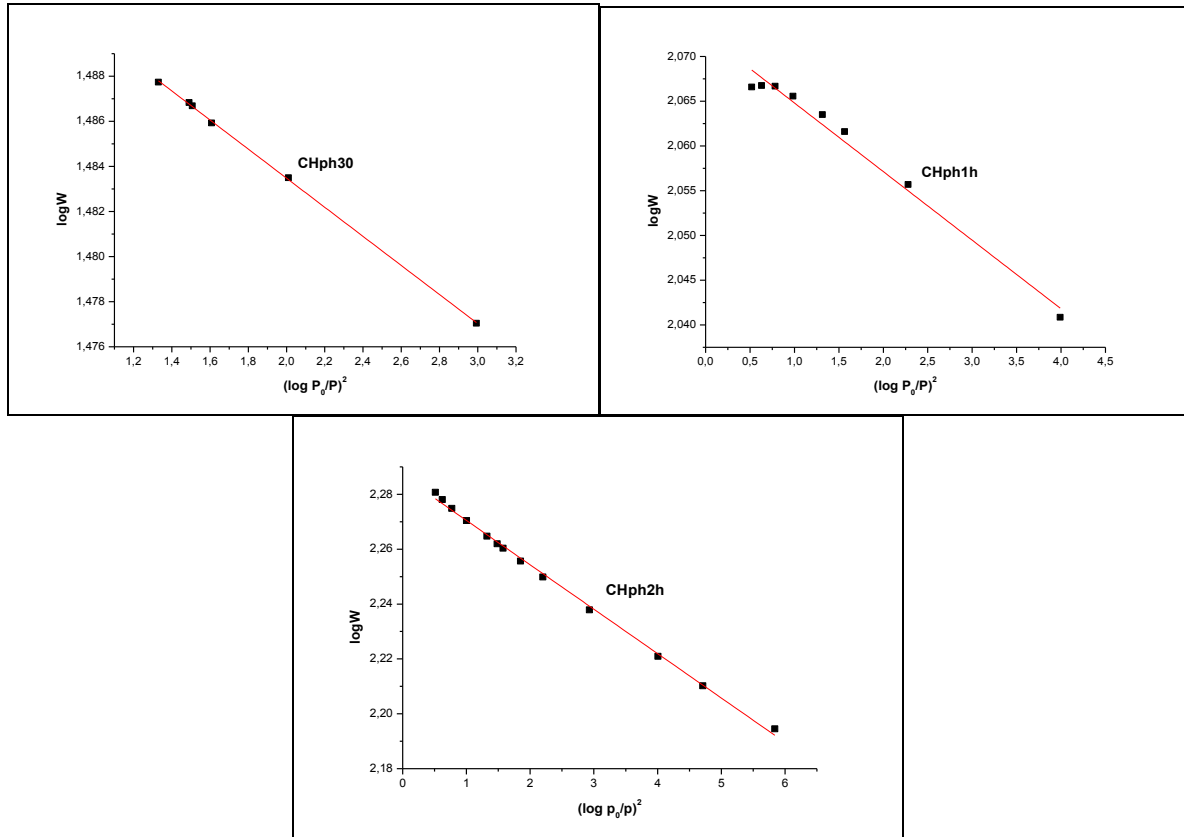 1,488
1,486
1,484
1,482
1,480
1,478
1,476
logW
CHph30
1,2 1,4 1,6 1,8 2,0 2,2 2,4 2,6 2,8 3,0 3,2
(log P₀/P)²
2,070
2,065
2,060
2,055
2,050
2,045
2,040
logW
CHph1h
0,0 0,5 1,0 1,5 2,0 2,5 3,0 3,5 4,0 4,5
(log P₀/P)²
2,28
2,26
2,24
2,22
2,20
2,18
logW
CHph2h
0 1 2 3 4 5 6
(log p₀/p)²